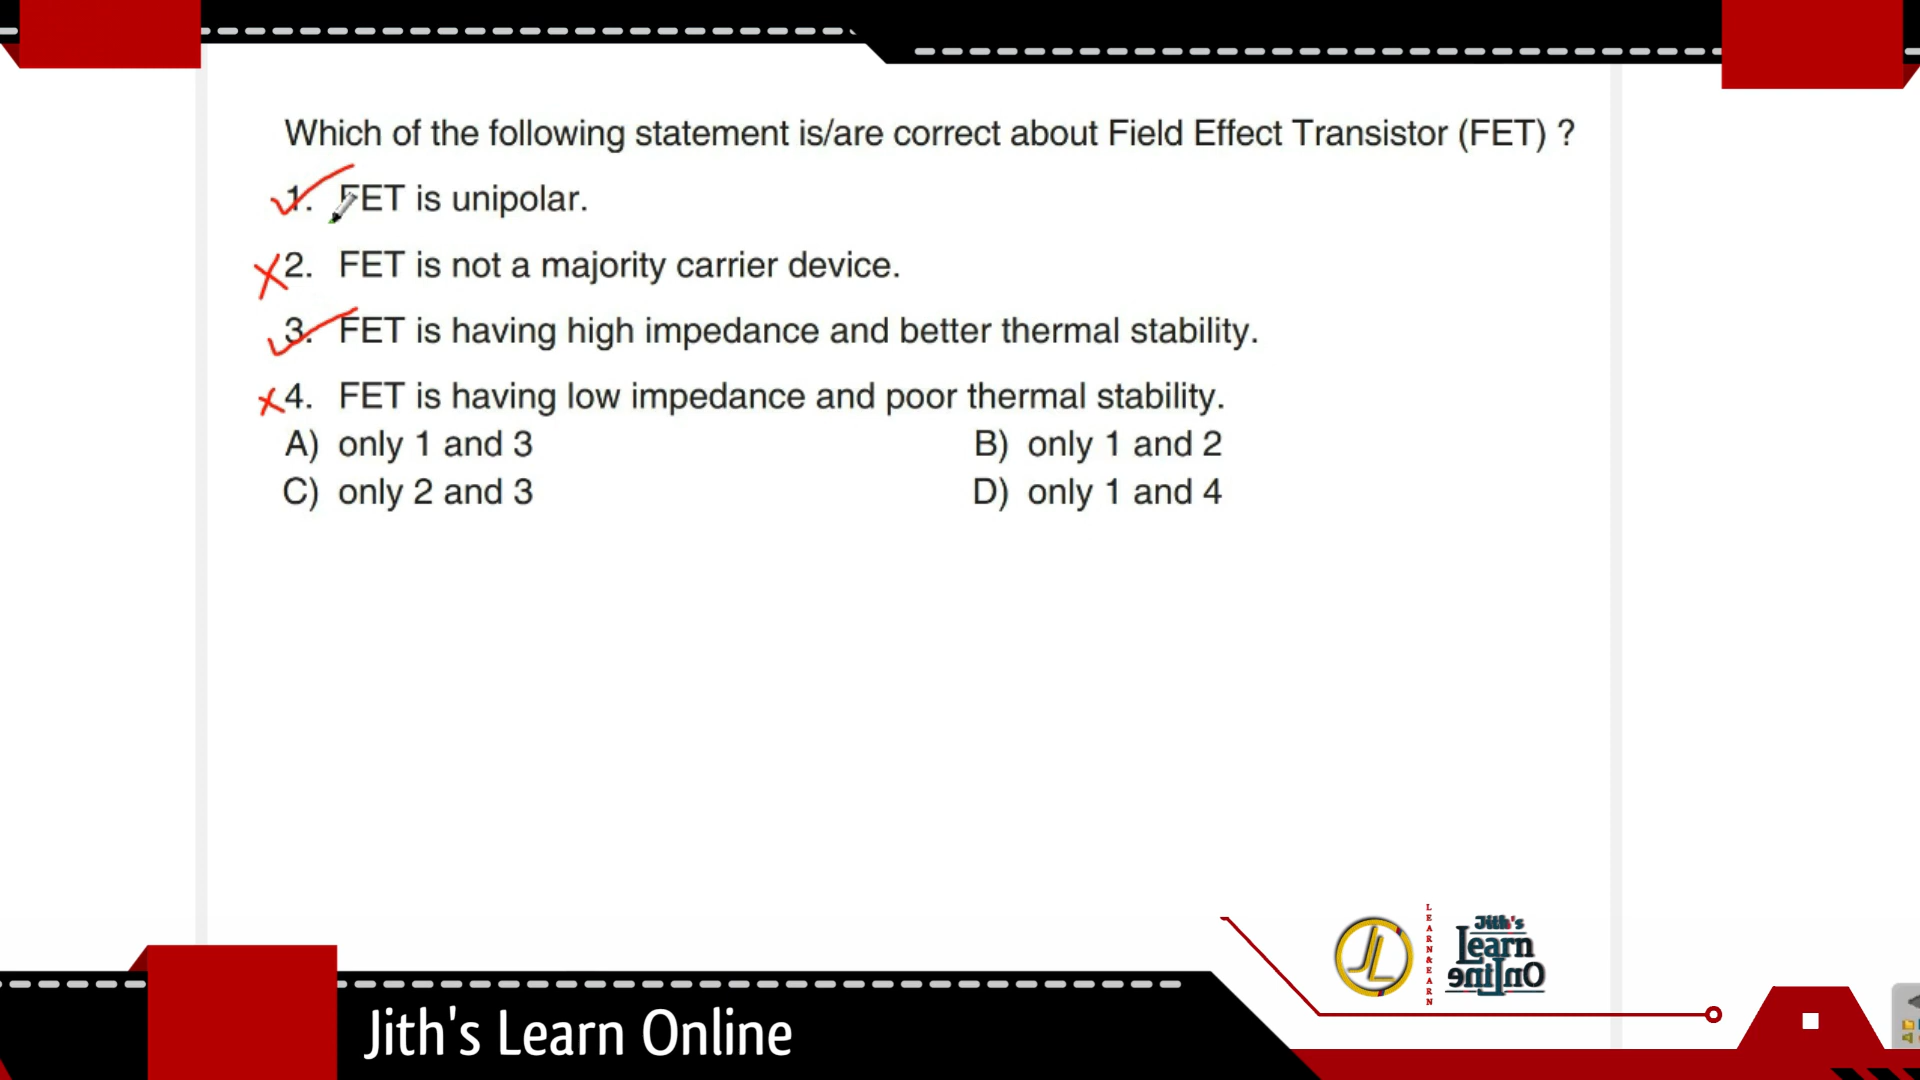 Which of the following statement is/are correct about Field Effect Transistor (FET) ?
1. FET is unipolar.
2. FET is not a majority carrier device.
3. FET is having high impedance and better thermal stability.
4. FET is having low impedance and poor thermal stability.
A) only 1 and 3 B) only 1 and 2
C) only 2 and 3 D) only 1 and 4
JL
LEARN&EARN
Jith's
Learn
OnLine
Jith's Learn Online